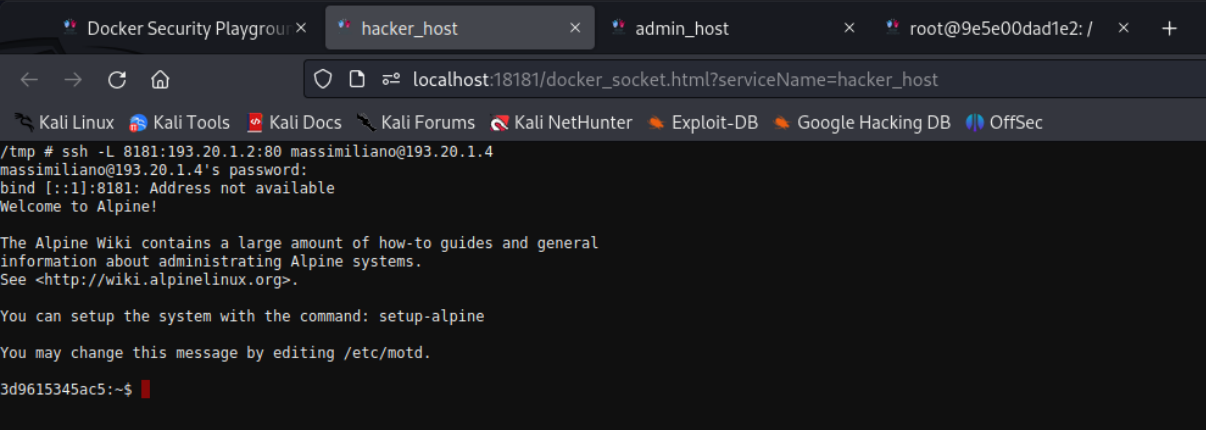 Docker Security Playgroun
hacker_host
admin_host
root@9e5e00dad1e2: /
localhost:18181/docker_socket.html?serviceName=hacker_host
Kali Linux Kali Tools Kali Docs Kali Forums Kali NetHunter Exploit-DB Google Hacking DB OffSec
/tmp # ssh -L 8181:193.20.1.2:80 massimiliano@193.20.1.4
massimiliano@193.20.1.4's password:
bind [::1]:8181: Address not available
Welcome to Alpine!
The Alpine Wiki contains a large amount of how-to guides and general
information about administrating Alpine systems.
See <http://wiki.alpinelinux.org>.
You can setup the system with the command: setup-alpine
You may change this message by editing /etc/motd.
3d9615345ac5:~$